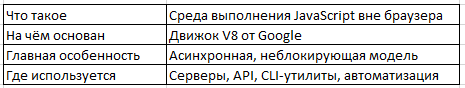 Что такое Среда выполнения JavaScript вне браузера
На чём основан Движок V8 от Google
Главная особенность Асинхронная, неблокирующая модель
Где используется Серверы, API, CLI-утилиты, автоматизация